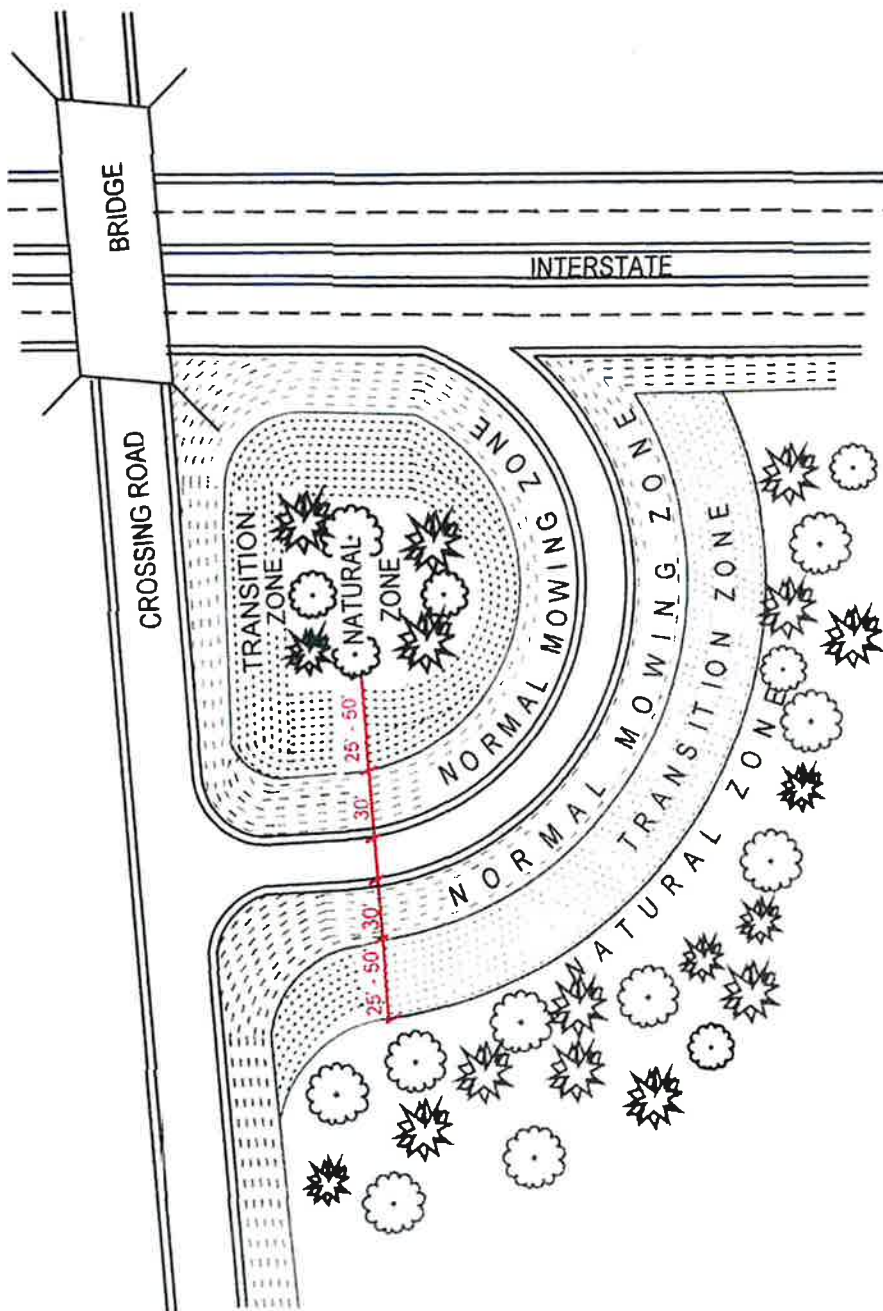 BRIDGE
INTERSTATE
CROSSING ROAD
TRANSITION
ZONE
NATURAL
ZONE
NORMAL MOWING ZONE
NORMAL MOWING ZONE
TRANSITION ZONE
NATURAL ZONE
25' - 50'
30'
30'
25' - 50'